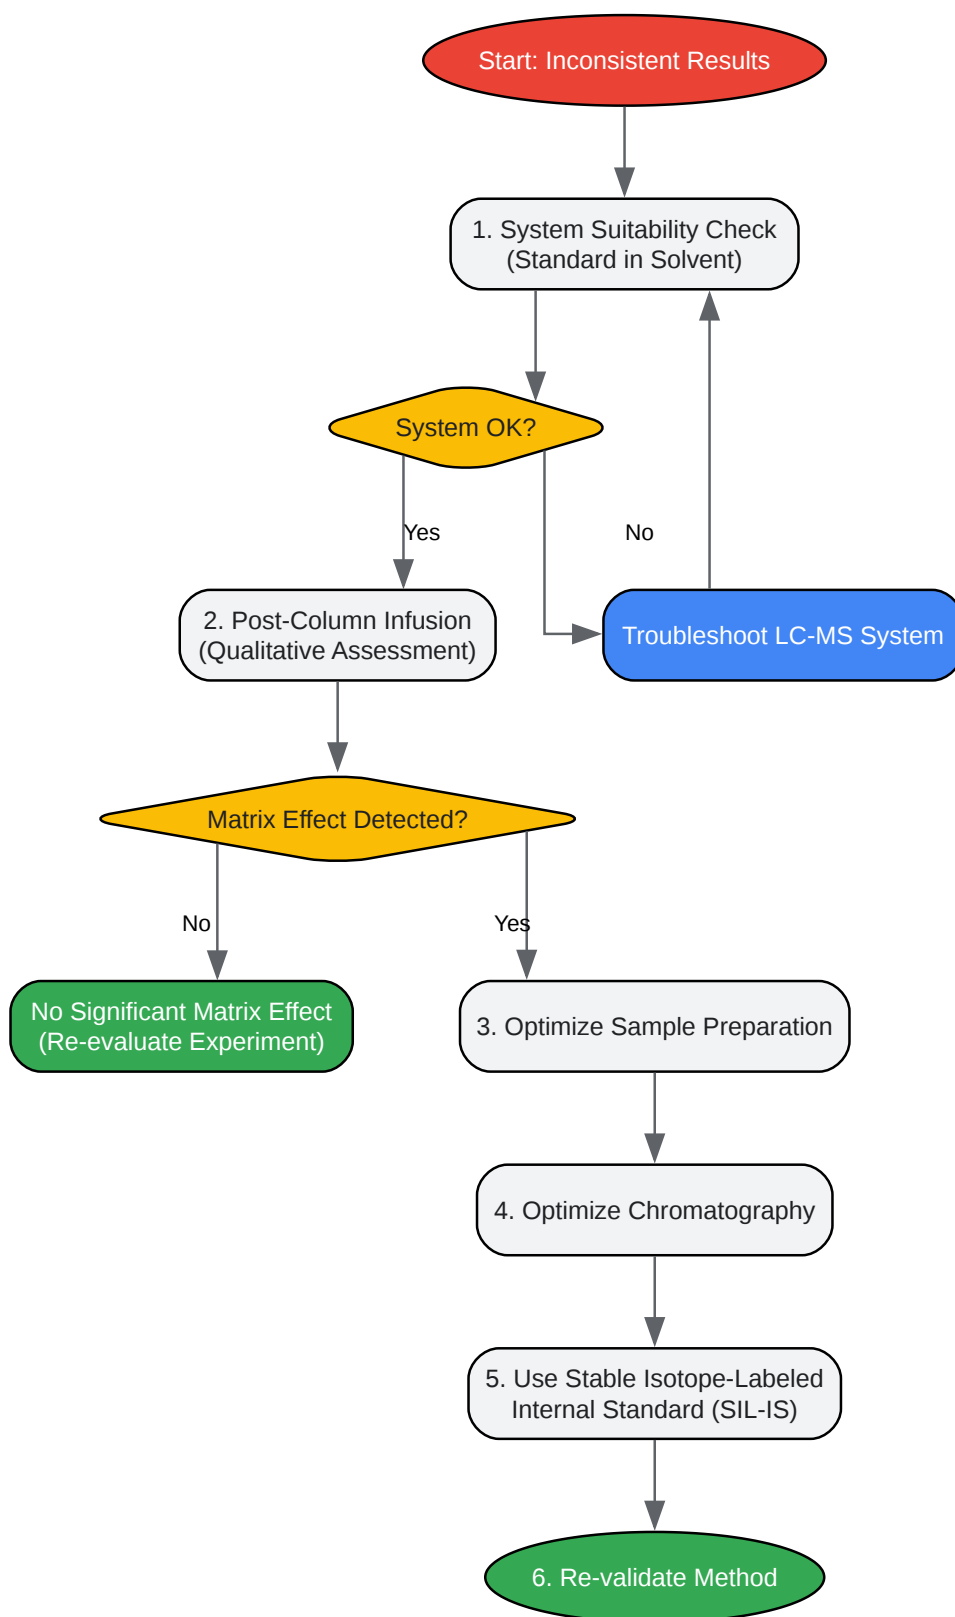 Start: Inconsistent Results
1. System Suitability Check
(Standard in Solvent)
System OK?
Yes
No
2. Post-Column Infusion
(Qualitative Assessment)
Troubleshoot LC-MS System
Matrix Effect Detected?
No
Yes
No Significant Matrix Effect
(Re-evaluate Experiment)
3. Optimize Sample Preparation
4. Optimize Chromatography
5. Use Stable Isotope-Labeled
Internal Standard (SIL-IS)
6. Re-validate Method